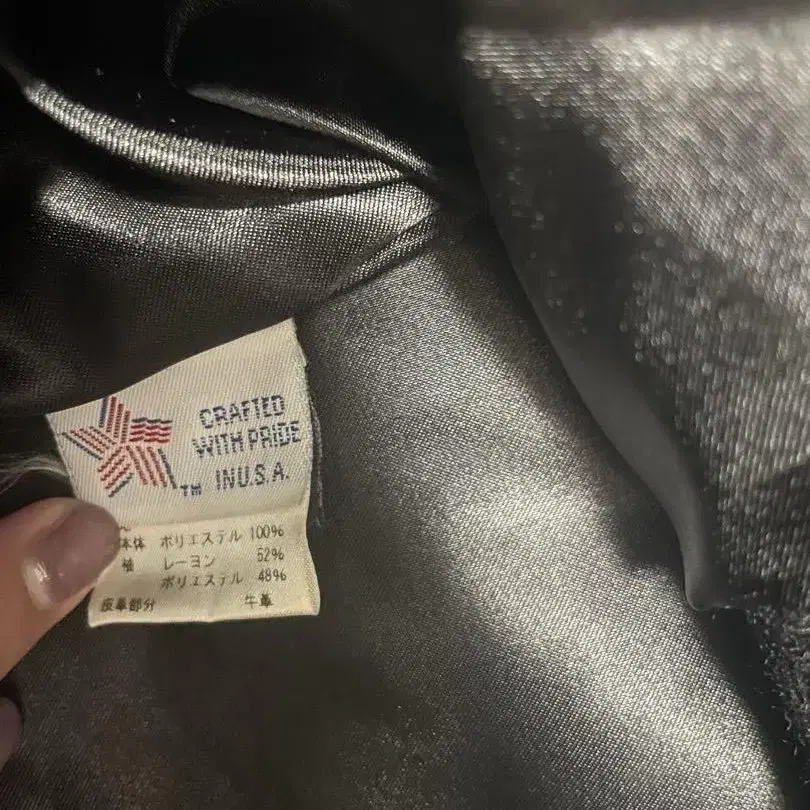 CRAFTED
WITH PRIDE
IN U.S.A.
TM
体 ポリエステル 100%
袖 レーヨン 52%
ポリエステル 48%
皮革部分 牛革